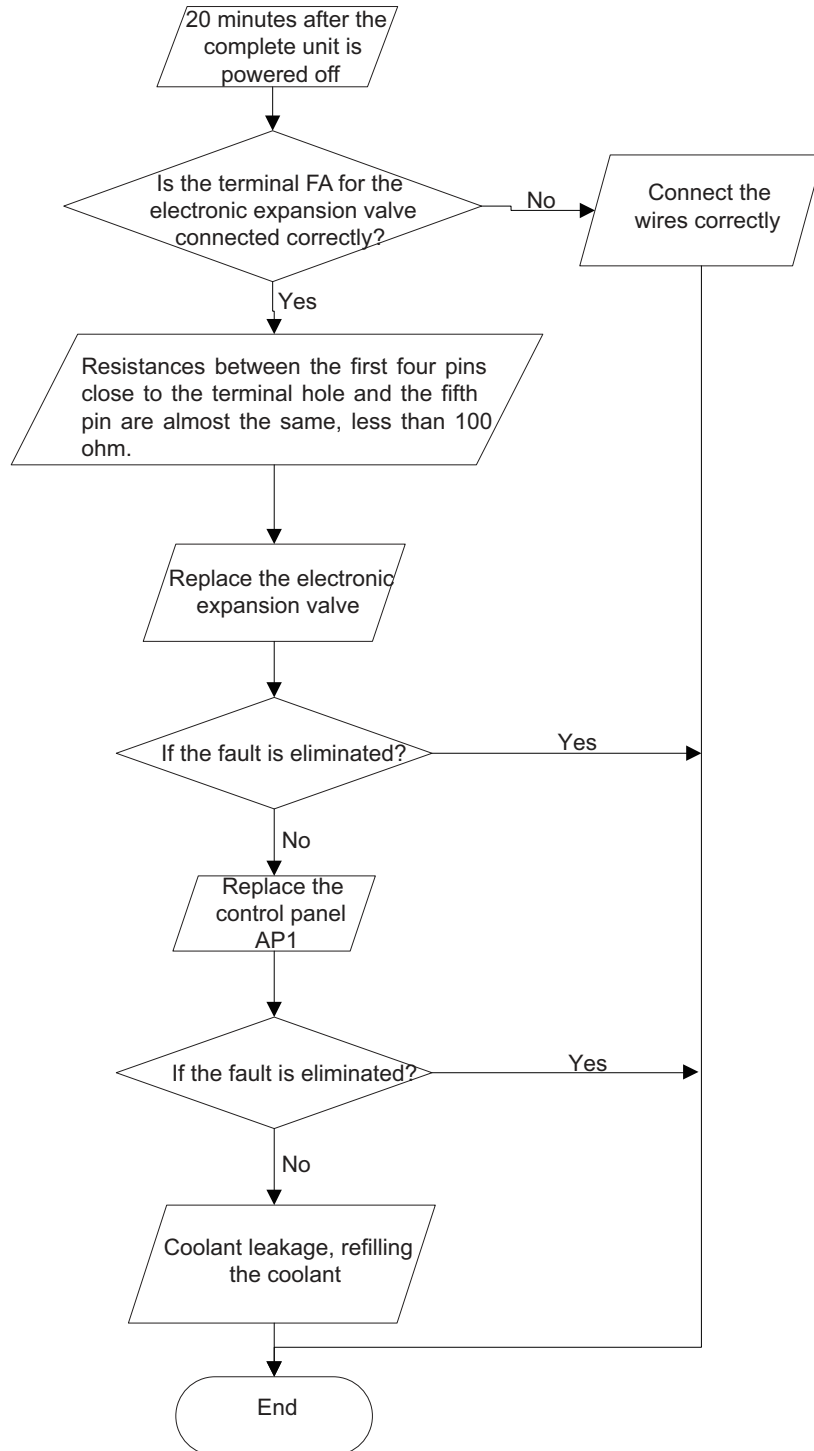 20 minutes after the
complete unit is
powered off
Is the terminal FA for the
electronic expansion valve
connected correctly?
No
Connect the
wires correctly
Yes
Resistances between the first four pins
close to the terminal hole and the fifth
pin are almost the same, less than 100
ohm.
Replace the electronic
expansion valve
If the fault is eliminated?
Yes
No
Replace the
control panel
AP1
If the fault is eliminated?
Yes
No
Coolant leakage, refilling
the coolant
End